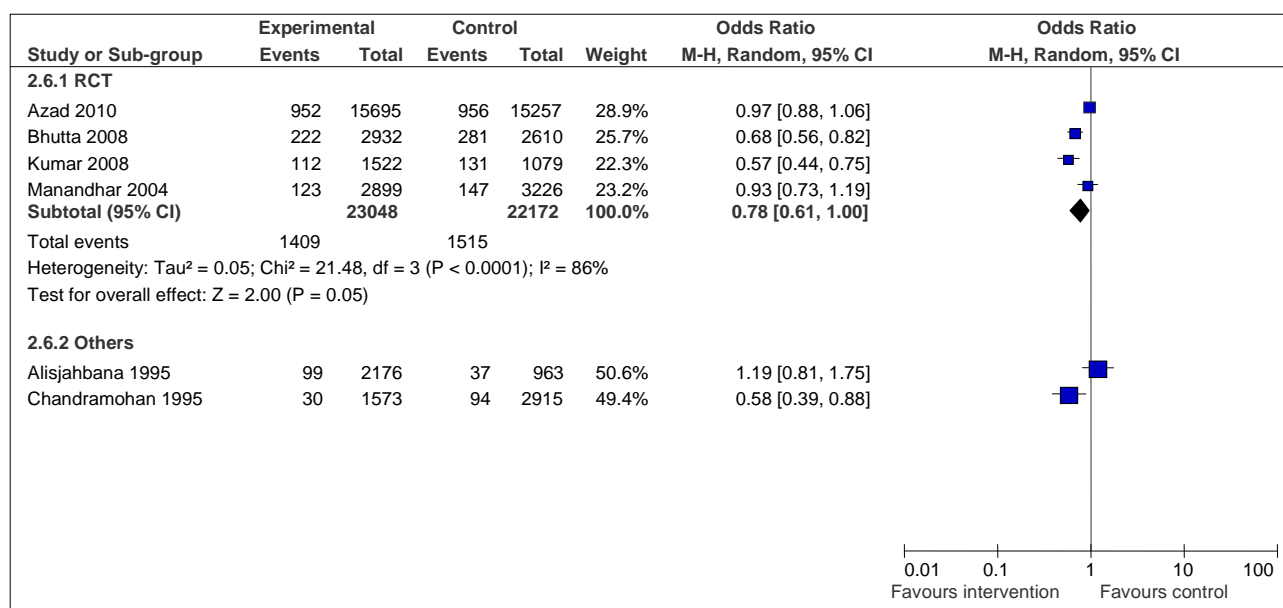 Experimental Control Odds Ratio Odds Ratio
Study or Sub-group Events Total Events Total Weight M-H, Random, 95% CI M-H, Random, 95% CI
2.6.1 RCT
Azad 2010 952 15695 956 15257 28.9% 0.97 [0.88, 1.06]
Bhutta 2008 222 2932 281 2610 25.7% 0.68 [0.56, 0.82]
Kumar 2008 112 1522 131 1079 22.3% 0.57 [0.44, 0.75]
Manandhar 2004 123 2899 147 3226 23.2% 0.93 [0.73, 1.19]
Subtotal (95% CI) 23048 22172 100.0% 0.78 [0.61, 1.00]
Total events 1409 1515
Heterogeneity: Tau² = 0.05; Chi² = 21.48, df = 3 (P < 0.0001); I² = 86%
Test for overall effect: Z = 2.00 (P = 0.05)
2.6.2 Others
Alisjahbana 1995 99 2176 37 963 50.6% 1.19 [0.81, 1.75]
Chandramohan 1995 30 1573 94 2915 49.4% 0.58 [0.39, 0.88]
0.01 0.1 1 10 100
Favours intervention Favours control